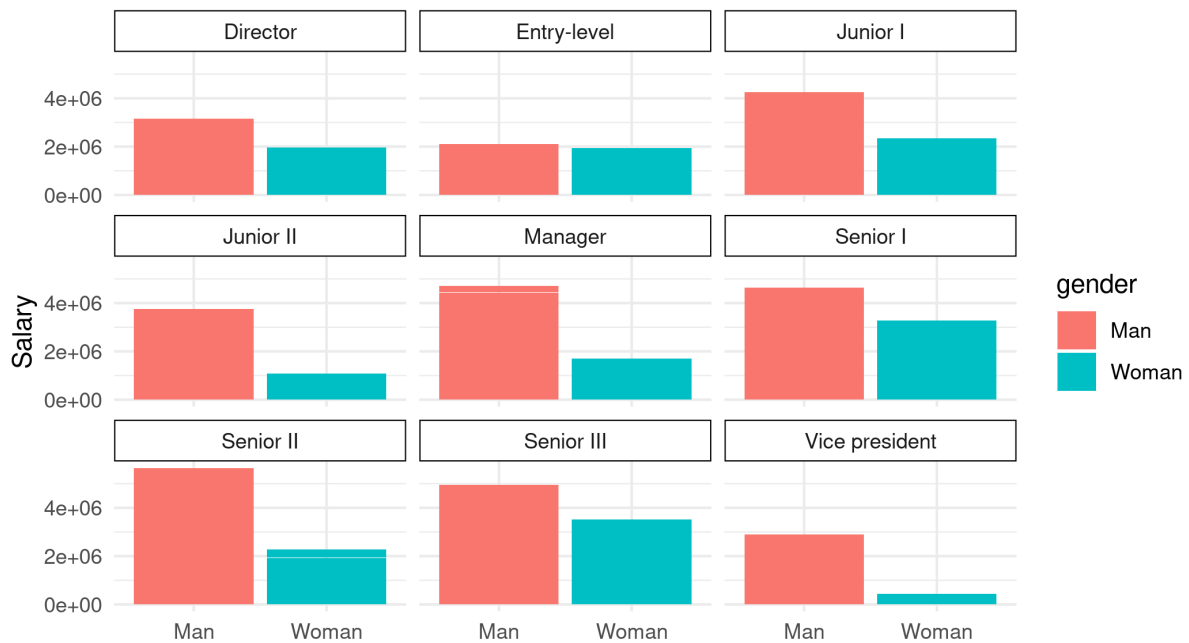 Director
Entry-level
Junior I
4e+06
2e+06
0e+00
Junior II
Manager
Senior I
4e+06
2e+06
0e+00
Salary
Senior II
Senior III
Vice president
4e+06
2e+06
0e+00
Man
Woman
Man
Woman
Man
Woman
gender
Man
Woman